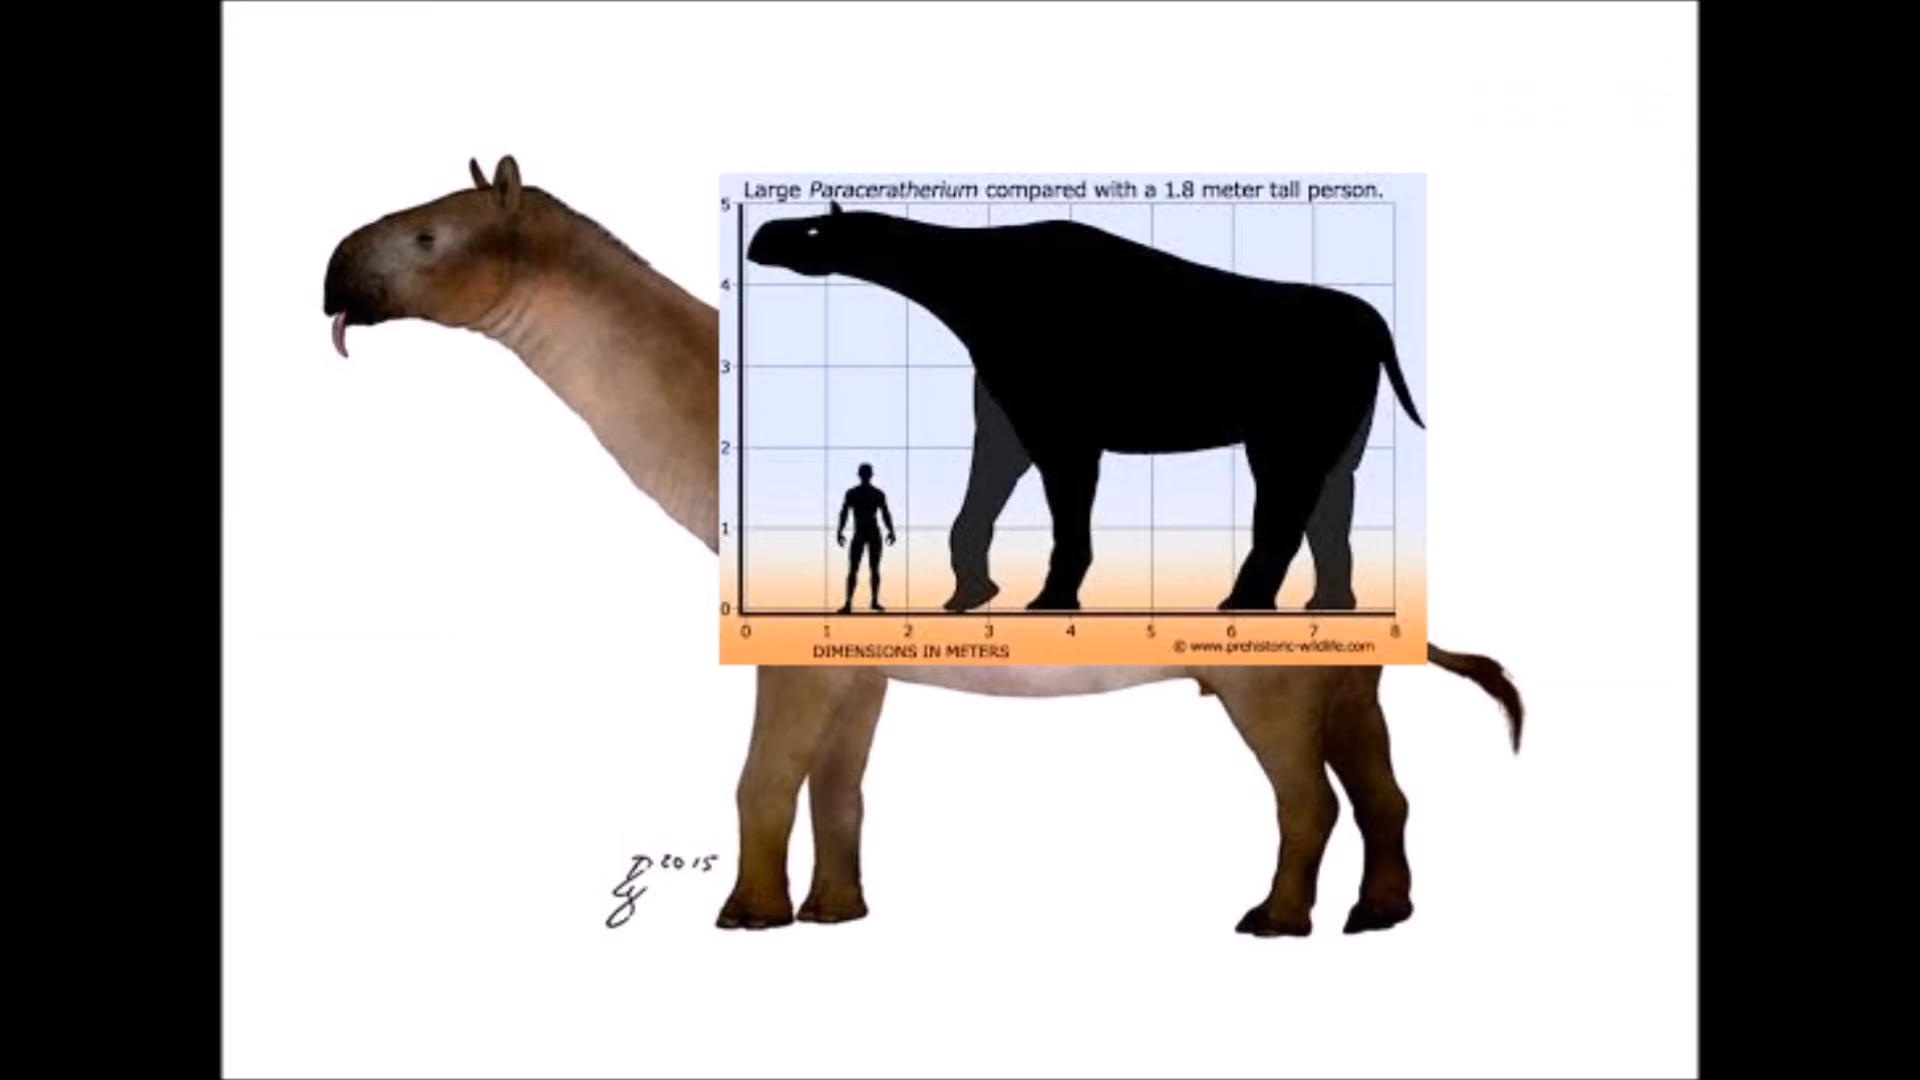 Large Paraceratherium compared with a 1.8 meter tall person.
5
4
3
2
1
0
0 1 2 3 4 5 6 7 8
DIMENSIONS IN METERS
© www.prehistoric-wildlife.com
2015